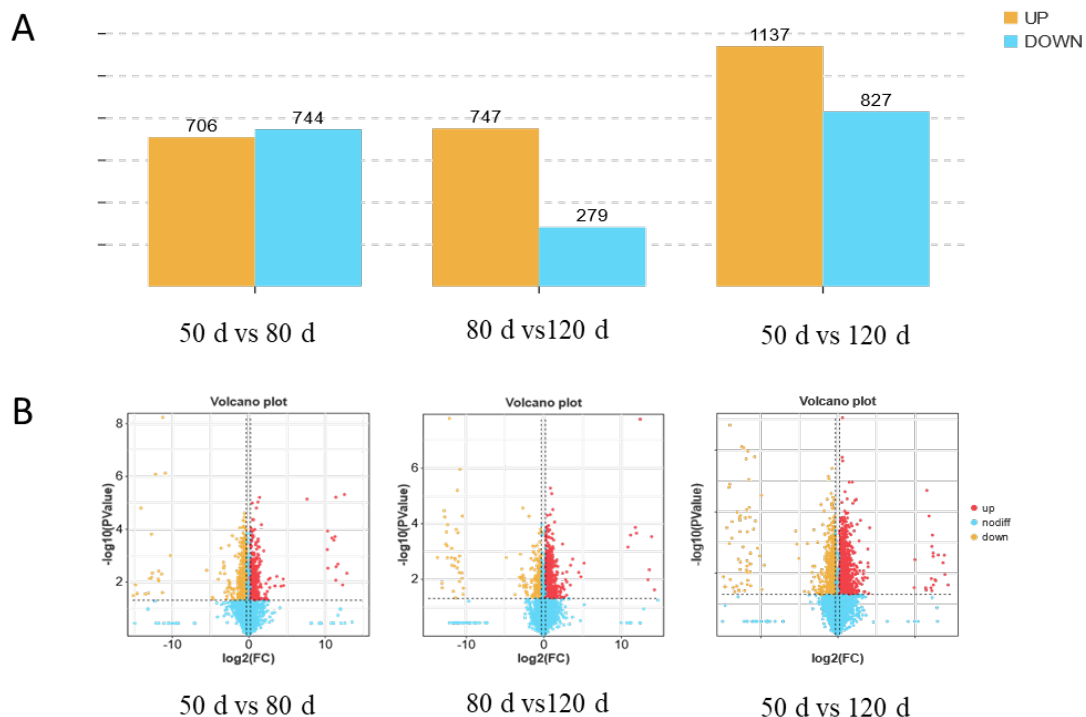 A
UP
DOWN
706
744
747
279
1137
827
50 d vs 80 d
80 d vs120 d
50 d vs 120 d
B
Volcano plot
Volcano plot
Volcano plot
-log10(PValue)
8
6
4
2
-10
0
10
log2(FC)
-log10(PValue)
6
4
2
-10
0
10
log2(FC)
-log10(PValue)
log2(FC)
up
nodiff
down
50 d vs 80 d
80 d vs120 d
50 d vs 120 d